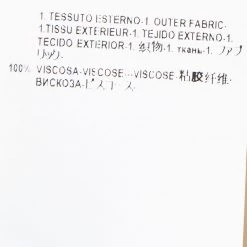 1. TESSUTO ESTERNO-1. OUTER FABRIC-
1.TISSU EXTERIEUR-1. TEJIDO EXTERNO-1.
TECIDO EXTERIOR-1. 织物-1. ткань-1. ファブ
リック-
100% VISCOSA-VISCOSE-VISCOSE-粘胶纤维-
ВИСКОЗА-ビスコース-